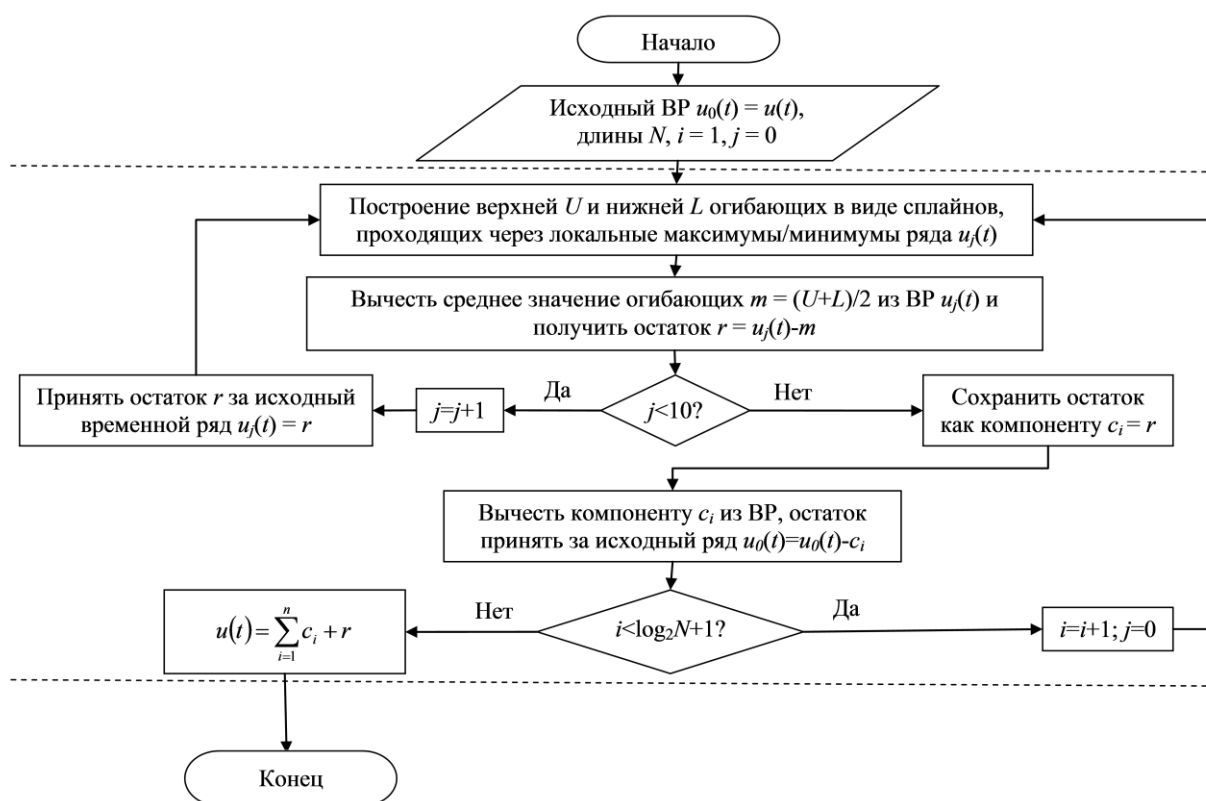 Начало
Исходный ВР u₀(t) = u(t),
длины N, i = 1, j = 0
Построение верхней U и нижней L огибающих в виде сплайнов,
проходящих через локальные максимумы/минимумы ряда uⱼ(t)
Вычесть среднее значение огибающих m = (U+L)/2 из ВР uⱼ(t) и
получить остаток r = uⱼ(t)-m
Принять остаток r за исходный
временной ряд uⱼ(t) = r
j=j+1
Да
j<10?
Нет
Сохранить остаток
как компоненту cᵢ = r
Вычесть компоненту cᵢ из ВР, остаток
принять за исходный ряд u₀(t)=u₀(t)-cᵢ
u(t) = ∑ⁿᵢ₌₁ cᵢ + r
Нет
i<log₂N+1?
Да
i=i+1; j=0
Конец